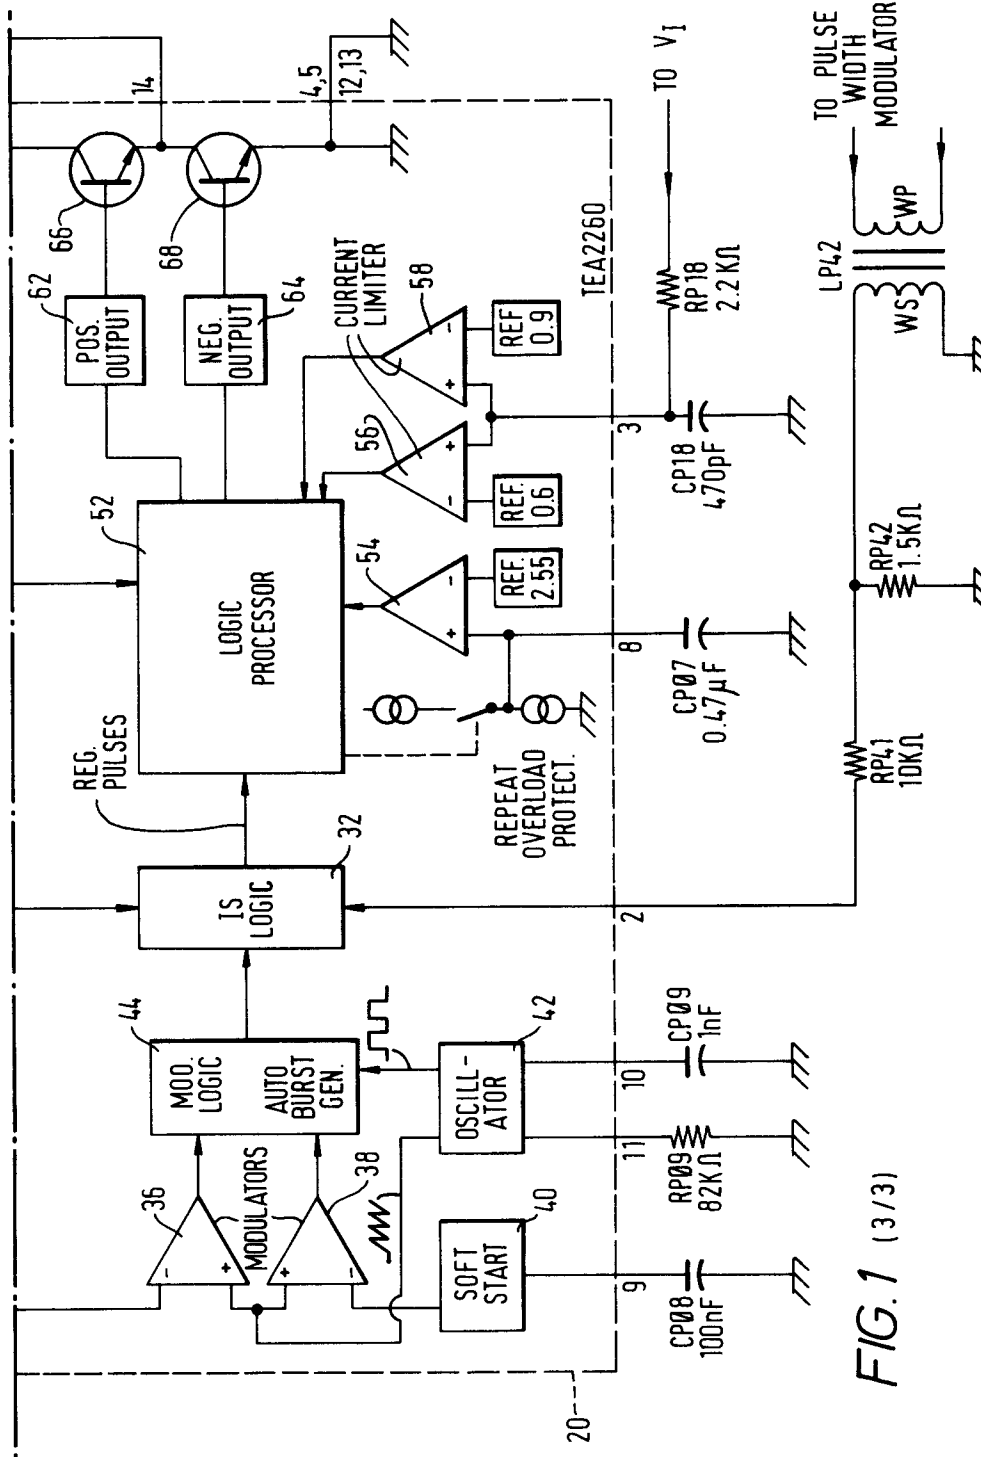 14
4,5
12,13
66
68
62
POS.
OUTPUT
64
NEG.
OUTPUT
CURRENT
LIMITER
58
56
TEA2260
REF
0.9
REF.
0.6
REF.
2.55
54
52
LOGIC
PROCESSOR
REG.
PULSES
REPEAT
OVERLOAD
PROTECT.
32
IS
LOGIC
44
MOD.
LOGIC
AUTO
BURST
GEN.
36
MODULATORS
38
42
OSCILL-
ATOR
40
SOFT
START
+
-
+
-
+
-
+
-
-
+
3
8
2
10
11
9
TO VI
RP18
2.2KΩ
CP18
470pF
CP07
0.47µF
CP09
1nF
RP09
82KΩ
CP08
100nF
TO PULSE
WIDTH
MODULATOR
LP42
WP
WS
RP42
1.5KΩ
RP41
10KΩ
20
FIG. 1 (3/3)